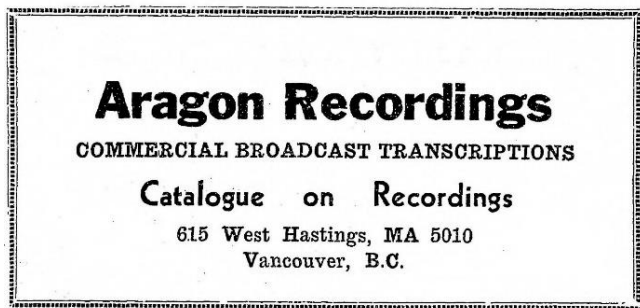 Aragon Recordings
COMMERCIAL BROADCAST TRANSCRIPTIONS
Catalogue on Recordings
615 West Hastings, MA 5010
Vancouver, B.C.